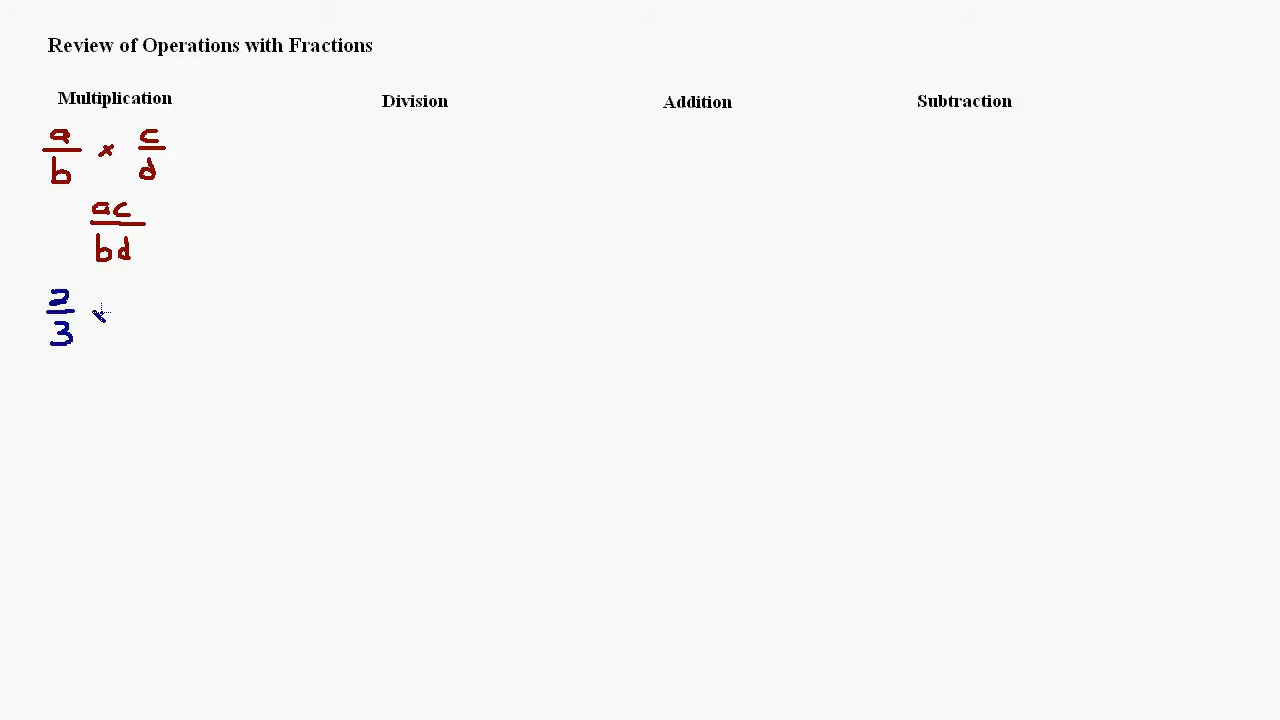 Review of Operations with Fractions
Multiplication Division Addition Subtraction
a/b × c/d
ac/bd
2/3 ×